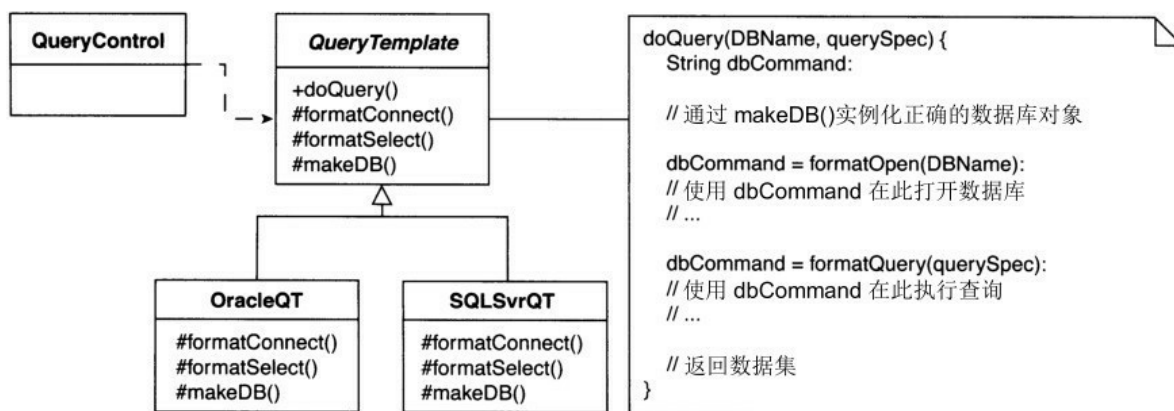 QueryControl
QueryTemplate
+doQuery()
#formatConnect()
#formatSelect()
#makeDB()
OracleQT
#formatConnect()
#formatSelect()
#makeDB()
SQLSvrQT
#formatConnect()
#formatSelect()
#makeDB()
doQuery(DBName, querySpec) {
String dbCommand:
// 通过 makeDB()实例化正确的数据库对象
dbCommand = formatOpen(DBName):
// 使用 dbCommand 在此打开数据库
// ...
dbCommand = formatQuery(querySpec):
// 使用 dbCommand 在此执行查询
// ...
// 返回数据集
}